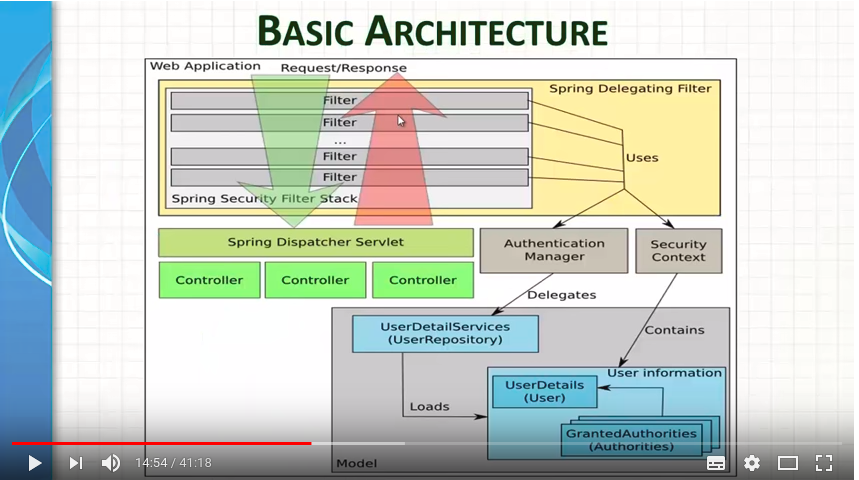 BASIC ARCHITECTURE
Web Application
Request/Response
Spring Delegating Filter
Filter
Filter
...
Filter
Filter
Uses
Spring Security Filter Stack
Spring Dispatcher Servlet
Authentication
Manager
Security
Context
Controller
Controller
Controller
Delegates
UserDetailServices
(UserRepository)
Contains
User information
UserDetails
(User)
Loads
GrantedAuthorities
(Authorities)
Model
14:54 / 41:18